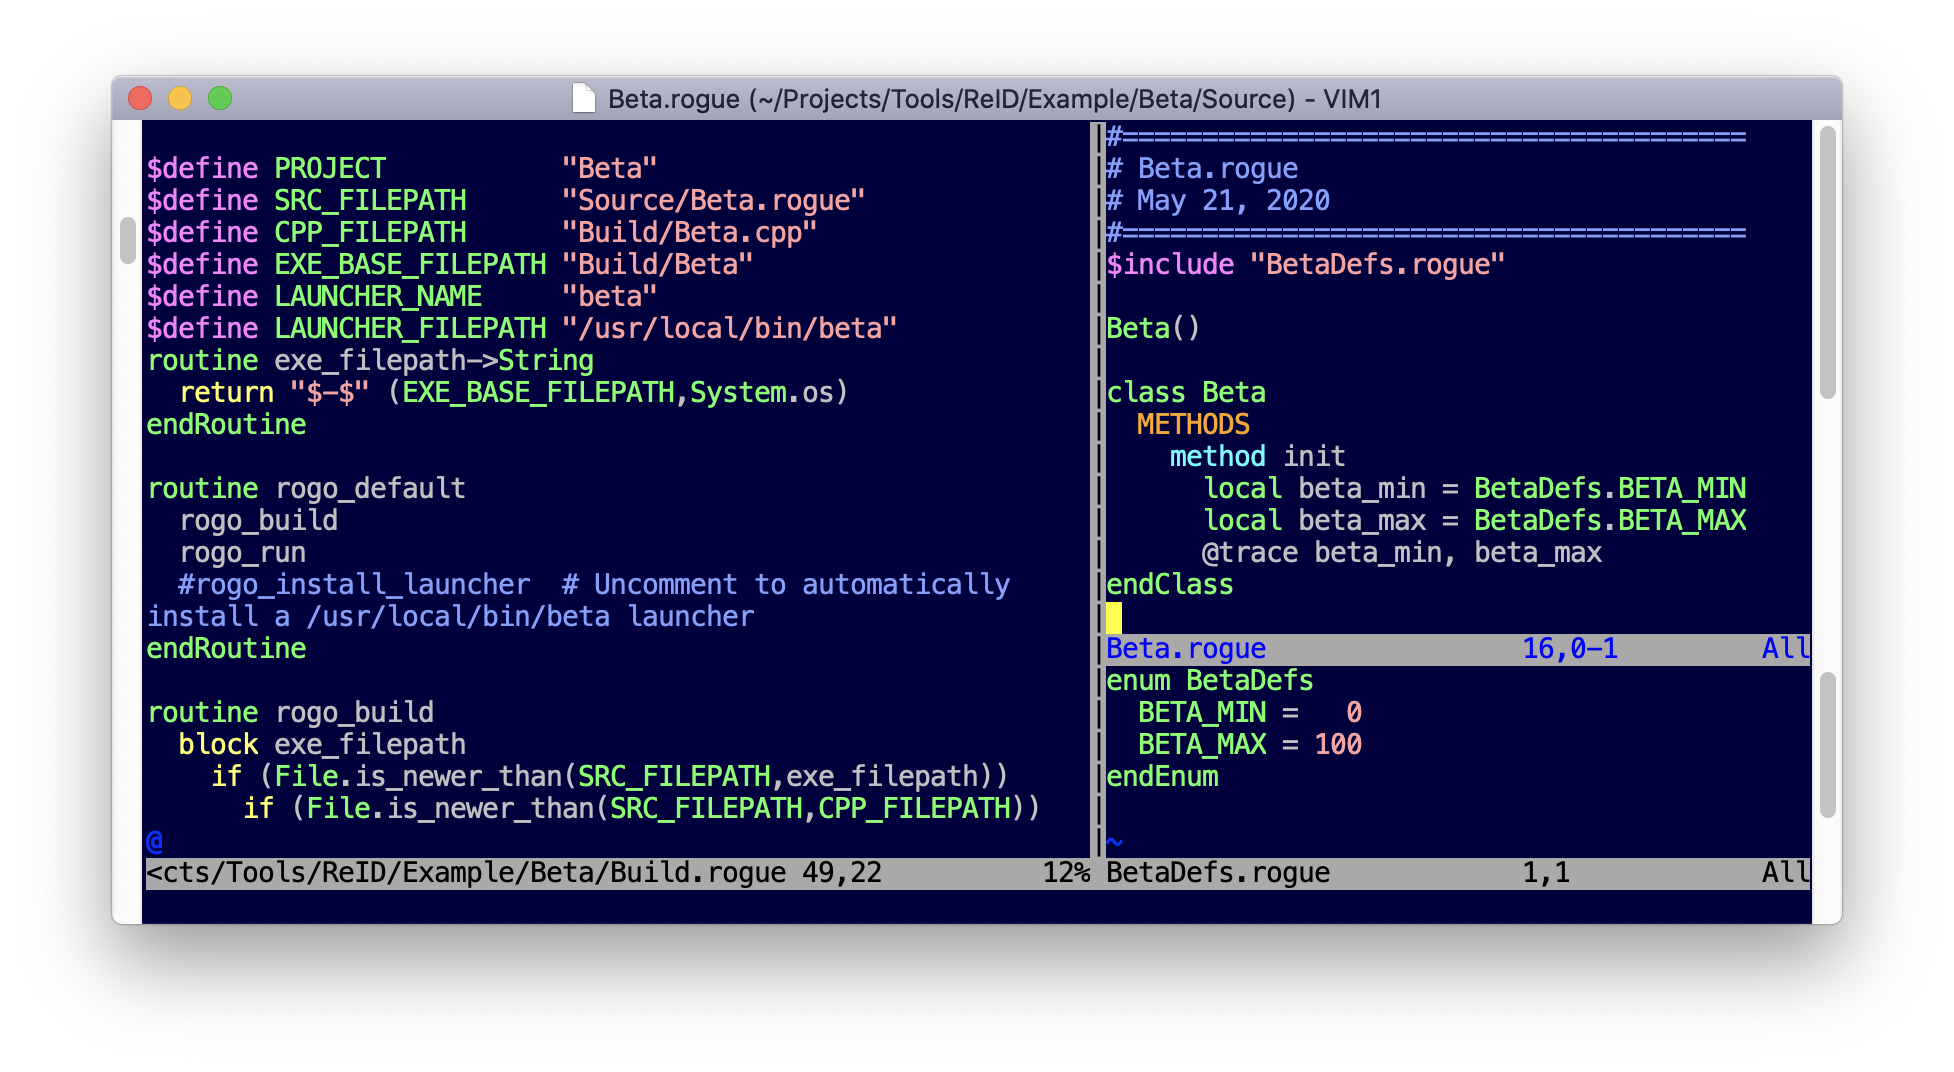 Beta.rogue (~/Projects/Tools/ReID/Example/Beta/Source) - VIM1
$define PROJECT           "Beta"
$define SRC_FILEPATH      "Source/Beta.rogue"
$define CPP_FILEPATH      "Build/Beta.cpp"
$define EXE_BASE_FILEPATH "Build/Beta"
$define LAUNCHER_NAME     "beta"
$define LAUNCHER_FILEPATH "/usr/local/bin/beta"
routine exe_filepath->String
  return "$-$" (EXE_BASE_FILEPATH,System.os)
endRoutine
routine rogo_default
  rogo_build
  rogo_run
  #rogo_install_launcher  # Uncomment to automatically
install a /usr/local/bin/beta launcher
endRoutine
routine rogo_build
  block exe_filepath
    if (File.is_newer_than(SRC_FILEPATH,exe_filepath))
      if (File.is_newer_than(SRC_FILEPATH,CPP_FILEPATH))
@
<cts/Tools/ReID/Example/Beta/Build.rogue 49,22          12%
#=======================================
# Beta.rogue
# May 21, 2020
#=======================================
$include "BetaDefs.rogue"
Beta()
class Beta
  METHODS
    method init
      local beta_min = BetaDefs.BETA_MIN
      local beta_max = BetaDefs.BETA_MAX
      @trace beta_min, beta_max
endClass
Beta.rogue                16,0-1         All
enum BetaDefs
  BETA_MIN =   0
  BETA_MAX = 100
endEnum
~
BetaDefs.rogue            1,1            All